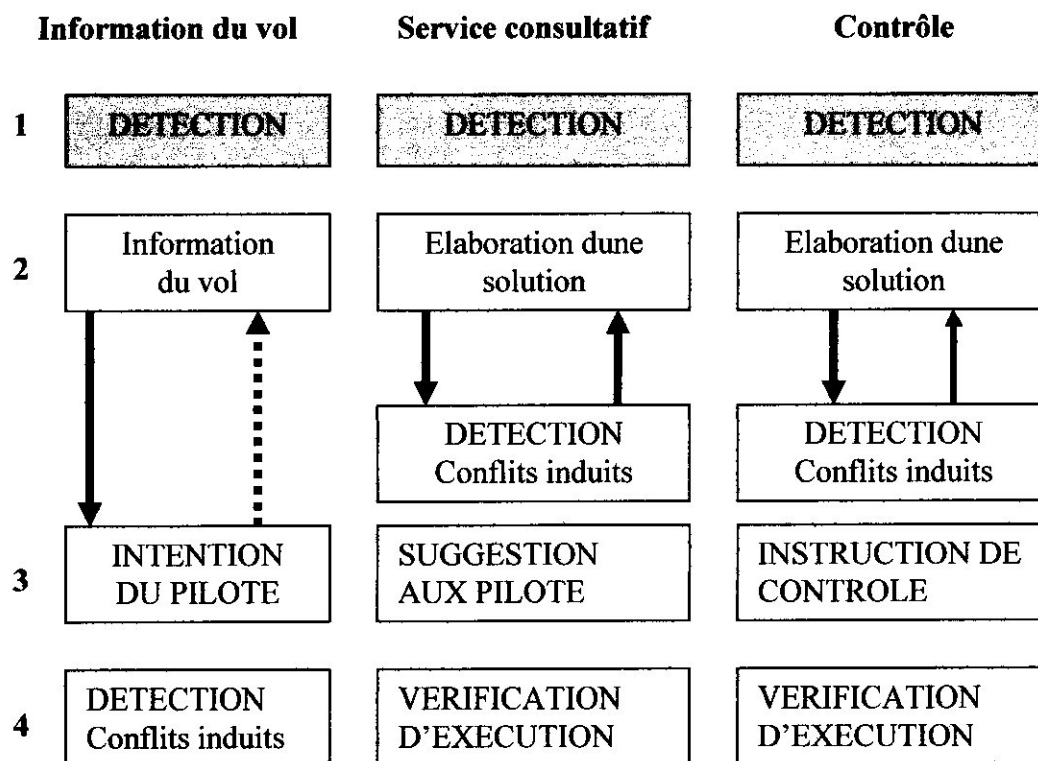 Information du vol Service consultatif Contrôle
1 DETECTION DETECTION DETECTION
2 Information
du vol
Elaboration dune
solution
Elaboration dune
solution
DETECTION
Conflits induits
DETECTION
Conflits induits
3 INTENTION
DU PILOTE
SUGGESTION
AUX PILOTE
INSTRUCTION DE
CONTROLE
4 DETECTION
Conflits induits
VERIFICATION
D'EXECUTION
VERIFICATION
D'EXECUTION